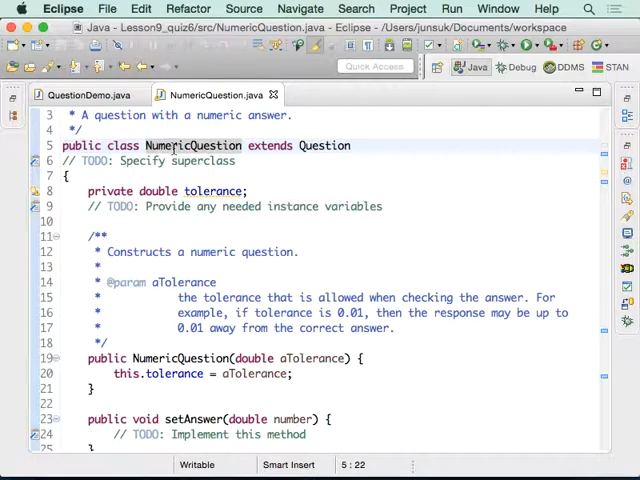 Eclipse File Edit Refactor Source Navigate Search Project Run Window Help
Java - Lesson9_quiz6/src/NumericQuestion.java - Eclipse - /Users/junsuk/Documents/workspace
Quick Access Java Debug DDMS STAN
QuestionDemo.java NumericQuestion.java
3 * A question with a numeric answer.
4 */
5 public class NumericQuestion extends Question
6 // TODO: Specify superclass
7 {
8 private double tolerance;
9 // TODO: Provide any needed instance variables
10
11 /**
12 * Constructs a numeric question.
13 *
14 * @param aTolerance
15 * the tolerance that is allowed when checking the answer. For
16 * example, if tolerance is 0.01, then the response may be up to
17 * 0.01 away from the correct answer.
18 */
19 public NumericQuestion(double aTolerance) {
20 this.tolerance = aTolerance;
21 }
22
23 public void setAnswer(double number) {
24 // TODO: Implement this method
25 }
Writable Smart Insert 5 : 22